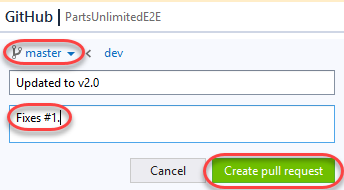 GitHub | PartsUnlimitedE2E
master < dev
Updated to v2.0
Fixes #1.
Cancel Create pull request